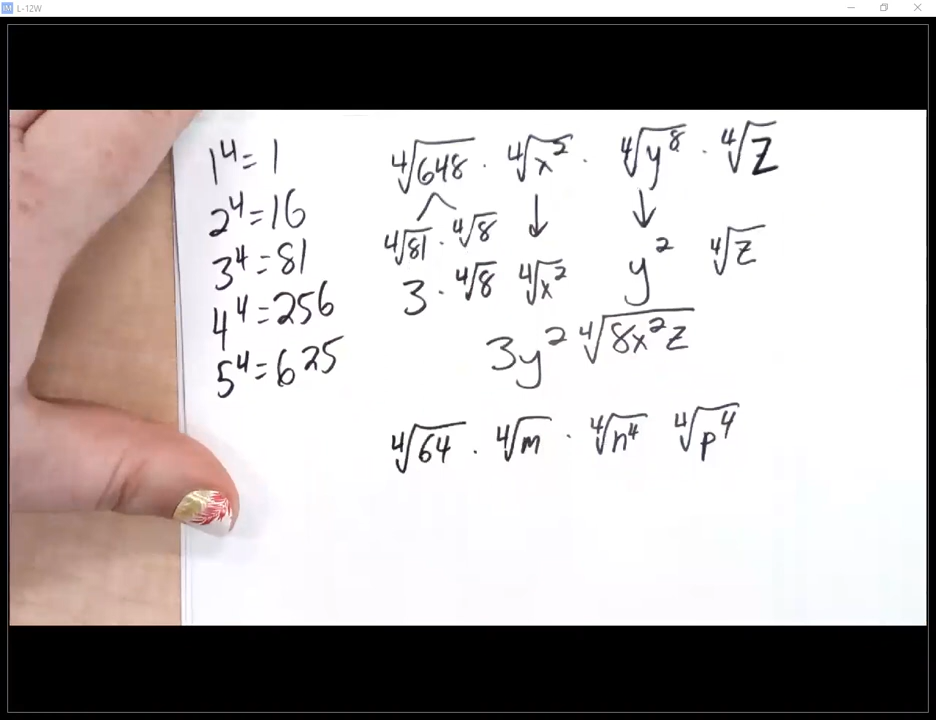 L-12W
1⁴=1
2⁴=16
3⁴=81
4⁴=256
5⁴=625
⁴√648 · ⁴√x² · ⁴√y⁸ · ⁴√z
⁴√81 · ⁴√8
3 · ⁴√8 ⁴√x² y² ⁴√z
3y² ⁴√8x²z
⁴√64 · ⁴√m · ⁴√n⁴ ⁴√p⁴